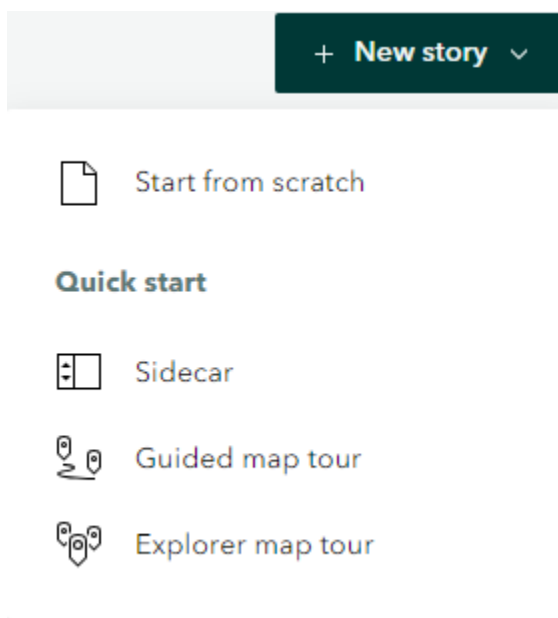 + New story
Start from scratch
Quick start
Sidecar
Guided map tour
Explorer map tour